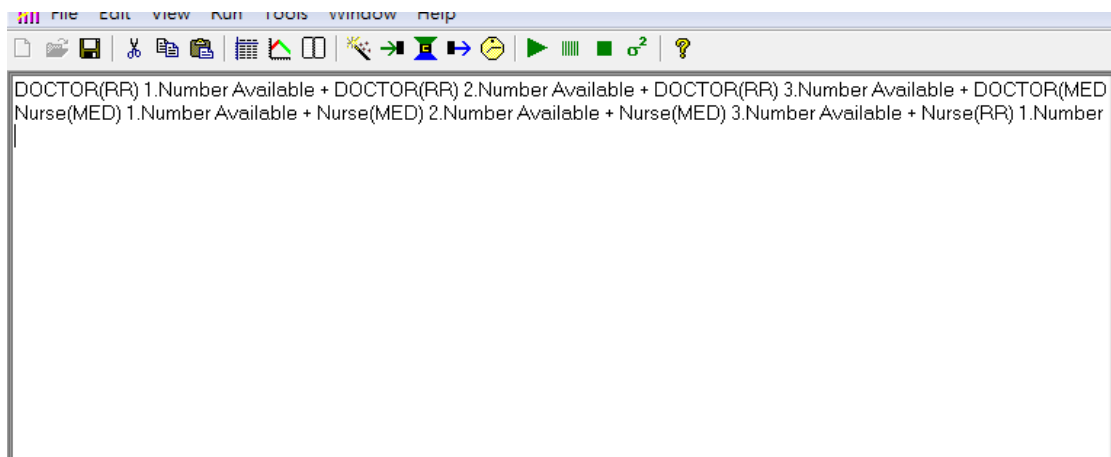 File Edit View Run Tools Window Help
σ² ?
DOCTOR(RR) 1.Number Available + DOCTOR(RR) 2.Number Available + DOCTOR(RR) 3.Number Available + DOCTOR(MED
Nurse(MED) 1.Number Available + Nurse(MED) 2.Number Available + Nurse(MED) 3.Number Available + Nurse(RR) 1.Number